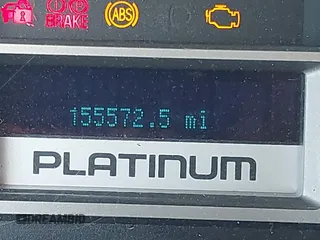 BRAKE ABS
155572.5 mi
PLATINUM
DREAMBID